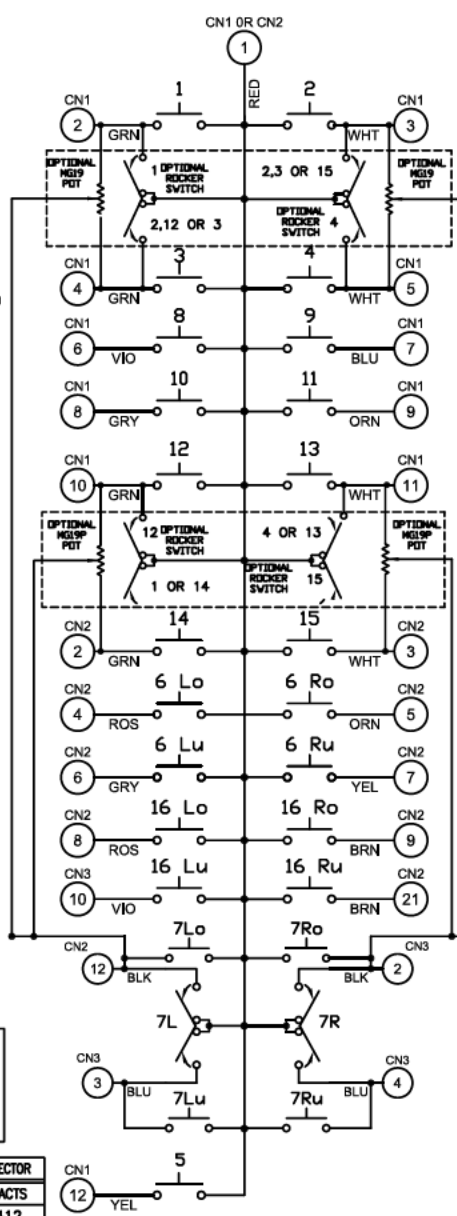 CN1 0R CN2
1
RED
1
2
CN1
2
GRN
WHT
CN1
3
OPTIONAL
MG19
POT
1 OPTIONAL
ROCKER
SWITCH
2,12 OR 3
2,3 OR 15
OPTIONAL
ROCKER
SWITCH
4
OPTIONAL
MG19
POT
3
4
CN1
4
GRN
WHT
CN1
5
8
9
CN1
6
VIO
BLU
CN1
7
10
11
CN1
8
GRY
ORN
CN1
9
12
13
CN1
10
GRN
WHT
CN1
11
OPTIONAL
MG19P
POT
12 OPTIONAL
ROCKER
SWITCH
1 OR 14
4 OR 13
OPTIONAL
ROCKER
SWITCH
15
OPTIONAL
MG19P
POT
14
15
CN2
2
GRN
WHT
CN2
3
6 Lo
6 Ro
CN2
4
ROS
ORN
CN2
5
6 Lu
6 Ru
CN2
6
GRY
YEL
CN2
7
16 Lo
16 Ro
CN2
8
ROS
BRN
CN2
9
16 Lu
16 Ru
CN3
10
VIO
BRN
CN2
21
7Lo
7Ro
CN2
12
BLK
BLK
CN3
2
7L
7R
CN3
3
BLU
BLU
CN3
4
7Lu
7Ru
5
CN1
12
YEL
ECTOR
ACTS